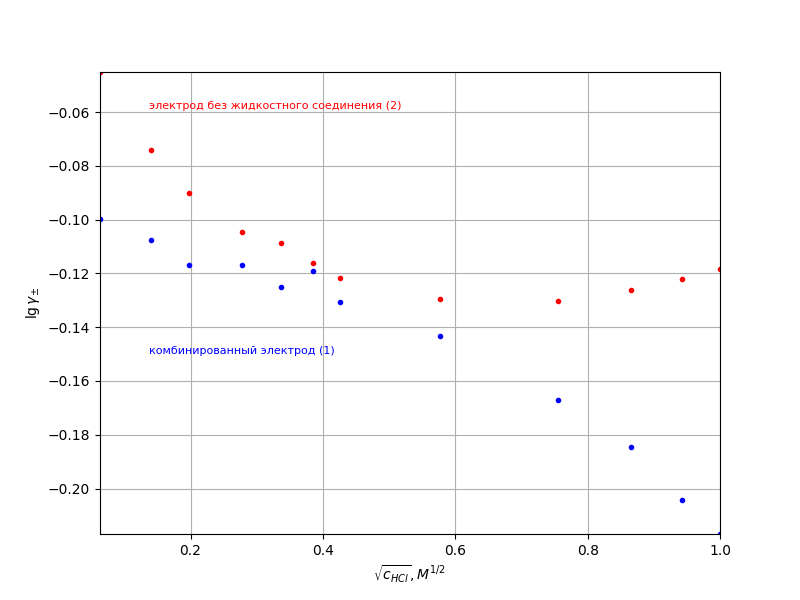 −0.06
−0.08
−0.10
−0.12
−0.14
−0.16
−0.18
−0.20
lg γ±
электрод без жидкостного соединения (2)
комбинированный электрод (1)
0.2 0.4 0.6 0.8 1.0
√c_HCl, M^1/2